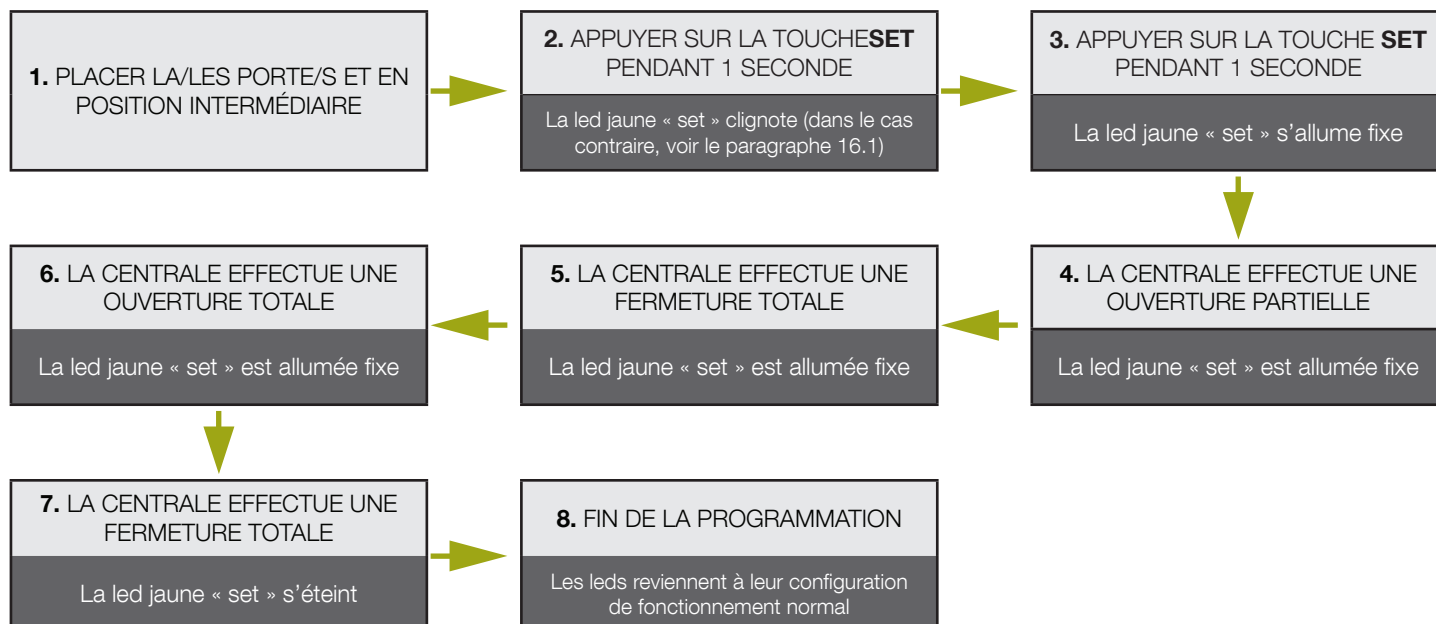 1. PLACER LA/LES PORTE/S ET EN
POSITION INTERMÉDIAIRE
2. APPUYER SUR LA TOUCHESET
PENDANT 1 SECONDE
La led jaune « set » clignote (dans le cas
contraire, voir le paragraphe 16.1)
3. APPUYER SUR LA TOUCHE SET
PENDANT 1 SECONDE
La led jaune « set » s’allume fixe
4. LA CENTRALE EFFECTUE UNE
OUVERTURE PARTIELLE
La led jaune « set » est allumée fixe
5. LA CENTRALE EFFECTUE UNE
FERMETURE TOTALE
La led jaune « set » est allumée fixe
6. LA CENTRALE EFFECTUE UNE
OUVERTURE TOTALE
La led jaune « set » est allumée fixe
7. LA CENTRALE EFFECTUE UNE
FERMETURE TOTALE
La led jaune « set » s’éteint
8. FIN DE LA PROGRAMMATION
Les leds reviennent à leur configuration
de fonctionnement normal